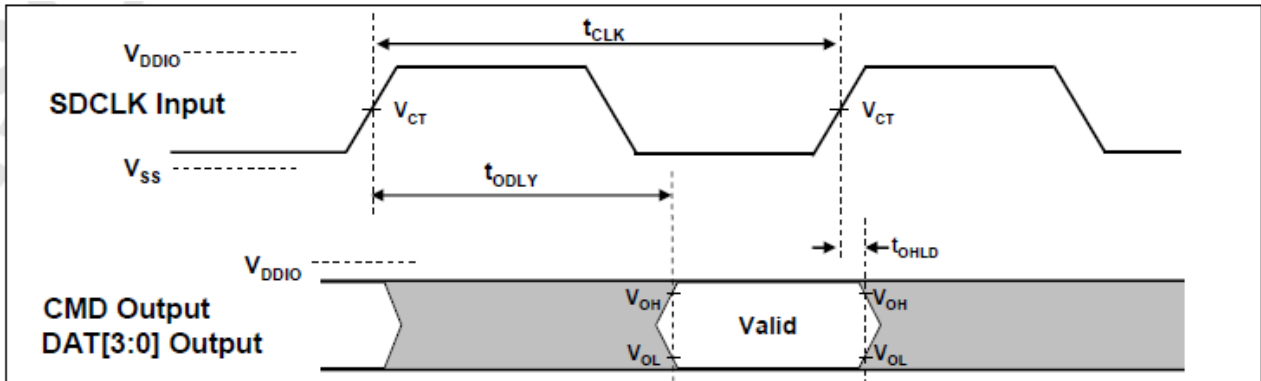 tCLK
VDDIO
SDCLK Input
VCT
VCT
VSS
tODLY
tOHLD
VDDIO
CMD Output
DAT[3:0] Output
VOH
VOH
Valid
VOL
VOL